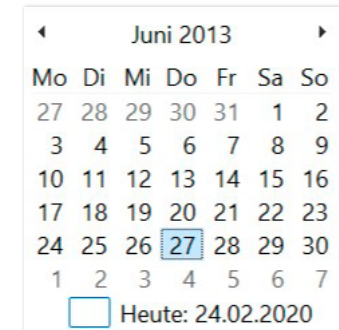 Juni 2013
Mo Di Mi Do Fr Sa So
27 28 29 30 31 1 2
3 4 5 6 7 8 9
10 11 12 13 14 15 16
17 18 19 20 21 22 23
24 25 26 27 28 29 30
1 2 3 4 5 6 7
Heute: 24.02.2020